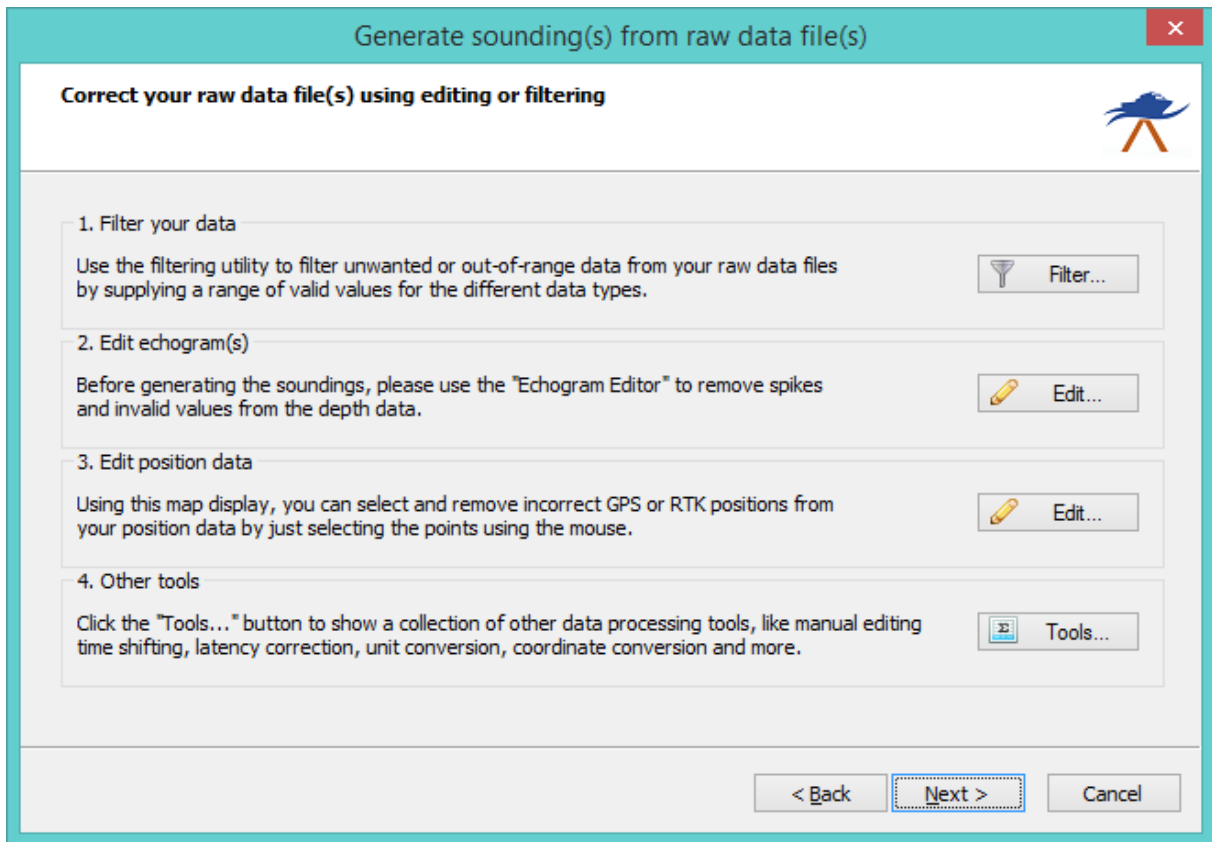 Generate sounding(s) from raw data file(s)
Correct your raw data file(s) using editing or filtering
1. Filter your data
Use the filtering utility to filter unwanted or out-of-range data from your raw data files
by supplying a range of valid values for the different data types.
Filter...
2. Edit echogram(s)
Before generating the soundings, please use the "Echogram Editor" to remove spikes
and invalid values from the depth data.
Edit...
3. Edit position data
Using this map display, you can select and remove incorrect GPS or RTK positions from
your position data by just selecting the points using the mouse.
Edit...
4. Other tools
Click the "Tools..." button to show a collection of other data processing tools, like manual editing
time shifting, latency correction, unit conversion, coordinate conversion and more.
Tools...
< Back
Next >
Cancel